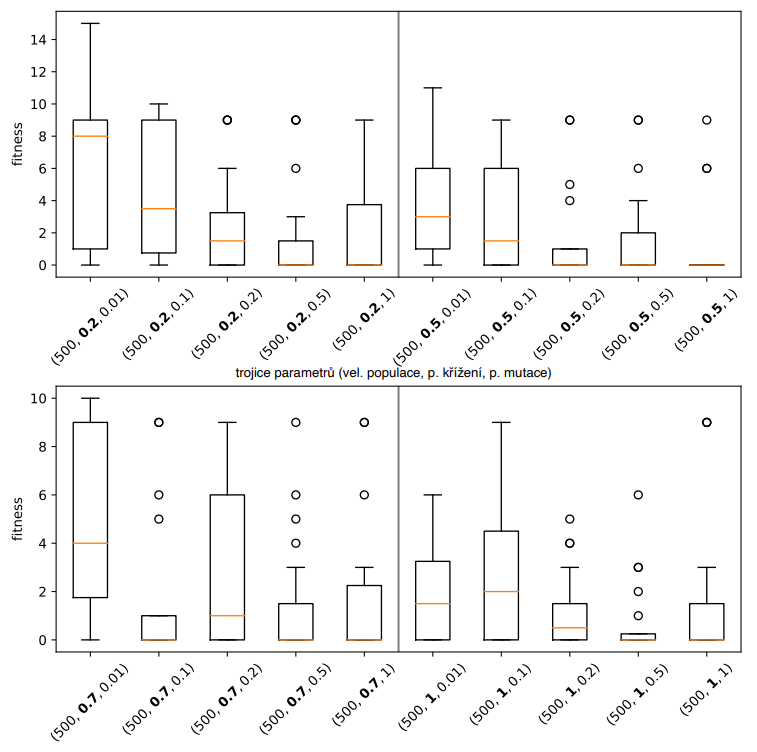 14
12
10
8
6
4
2
0
fitness
(500, 0.2, 0.01)
(500, 0.2, 0.1)
(500, 0.2, 0.2)
(500, 0.2, 0.5)
(500, 0.2, 1)
(500, 0.5, 0.01)
(500, 0.5, 0.1)
(500, 0.5, 0.2)
(500, 0.5, 0.5)
(500, 0.5, 1)
trojice parametrů (vel. populace, p. křížení, p. mutace)
10
8
6
4
2
0
fitness
(500, 0.7, 0.01)
(500, 0.7, 0.1)
(500, 0.7, 0.2)
(500, 0.7, 0.5)
(500, 0.7, 1)
(500, 1, 0.01)
(500, 1, 0.1)
(500, 1, 0.2)
(500, 1, 0.5)
(500, 1, 1)